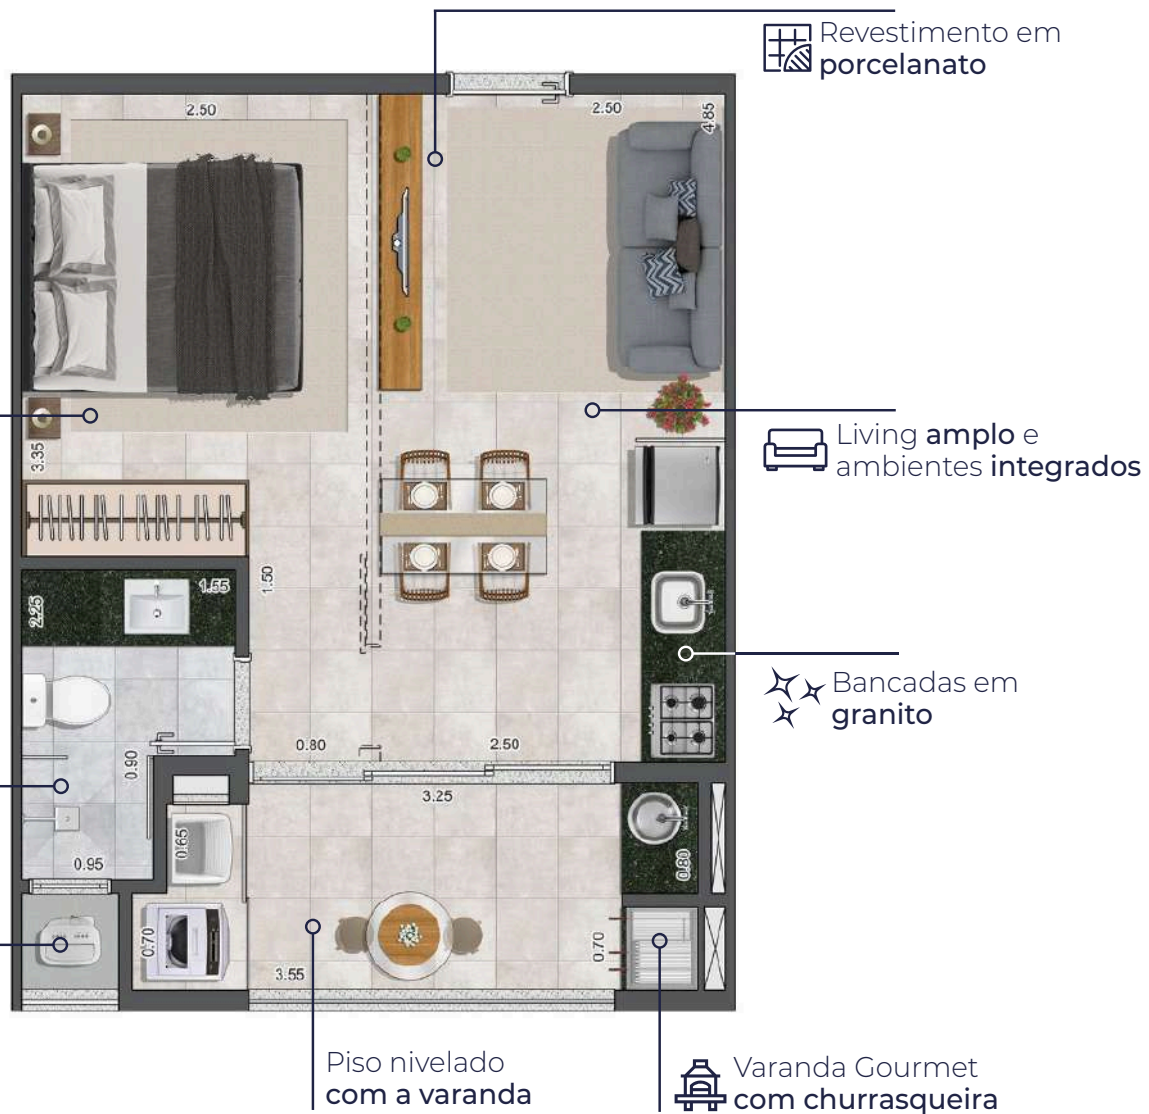 Revestimento em
porcelanato
2.50
2.50
4.85
Living amplo e
ambientes integrados
3.35
1.50
1.55
2.25
Bancadas em
granito
0.80
2.50
0.90
3.25
0.65
0.95
0.80
0.70
0.70
3.55
Piso nivelado
com a varanda
Varanda Gourmet
com churrasqueira